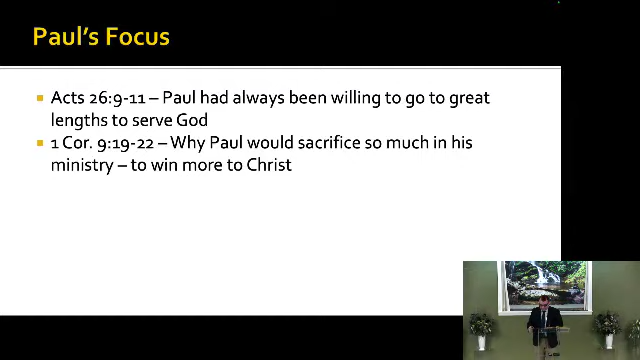 Paul's Focus
Acts 26:9-11 – Paul had always been willing to go to great
lengths to serve God
1 Cor. 9:19-22 – Why Paul would sacrifice so much in his
ministry – to win more to Christ